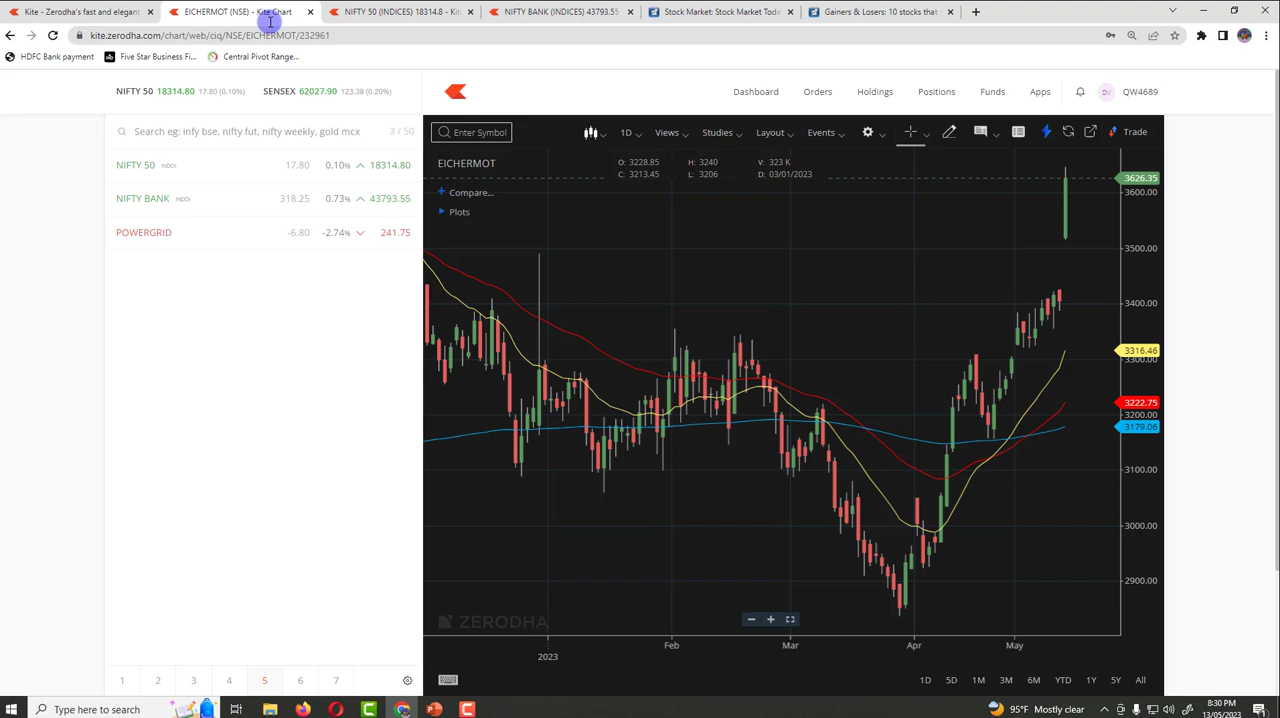 Kite - Zerodha's fast and elegant
EICHERMOT (NSE) - Kite Chart
NIFTY 50 (INDICES) 18314.8 - Kit
NIFTY BANK (INDICES) 43793.55
Stock Market: Stock Market Toda
Gainers & Losers: 10 stocks that
kite.zerodha.com/chart/web/ciq/NSE/EICHERMOT/232961
HDFC Bank payment
Five Star Business Fi...
Central Pivot Range...
NIFTY 50 18314.80 17.80 (0.10%) SENSEX 62027.90 123.38 (0.20%)
Dashboard Orders Holdings Positions Funds Apps DV QW4689
Search eg: infy bse, nifty fut, nifty weekly, gold mcx 3 / 50
NIFTY 50 INDEX 17.80 0.10% 18314.80
NIFTY BANK INDEX 318.25 0.73% 43793.55
POWERGRID -6.80 -2.74% 241.75
Enter Symbol 1D Views Studies Layout Events Trade
EICHERMOT O: 3228.85 H: 3240 V: 323 K
C: 3213.45 L: 3206 D: 03/01/2023
Compare...
Plots
3626.35
3600.00
3500.00
3400.00
3316.46
3300.00
3222.75
3200.00
3179.06
3100.00
3000.00
2900.00
ZERODHA
2023 Feb Mar Apr May
1 2 3 4 5 6 7
1D 5D 1M 3M 6M YTD 1Y 5Y All
Type here to search
95°F Mostly clear
8:30 PM
13/05/2023